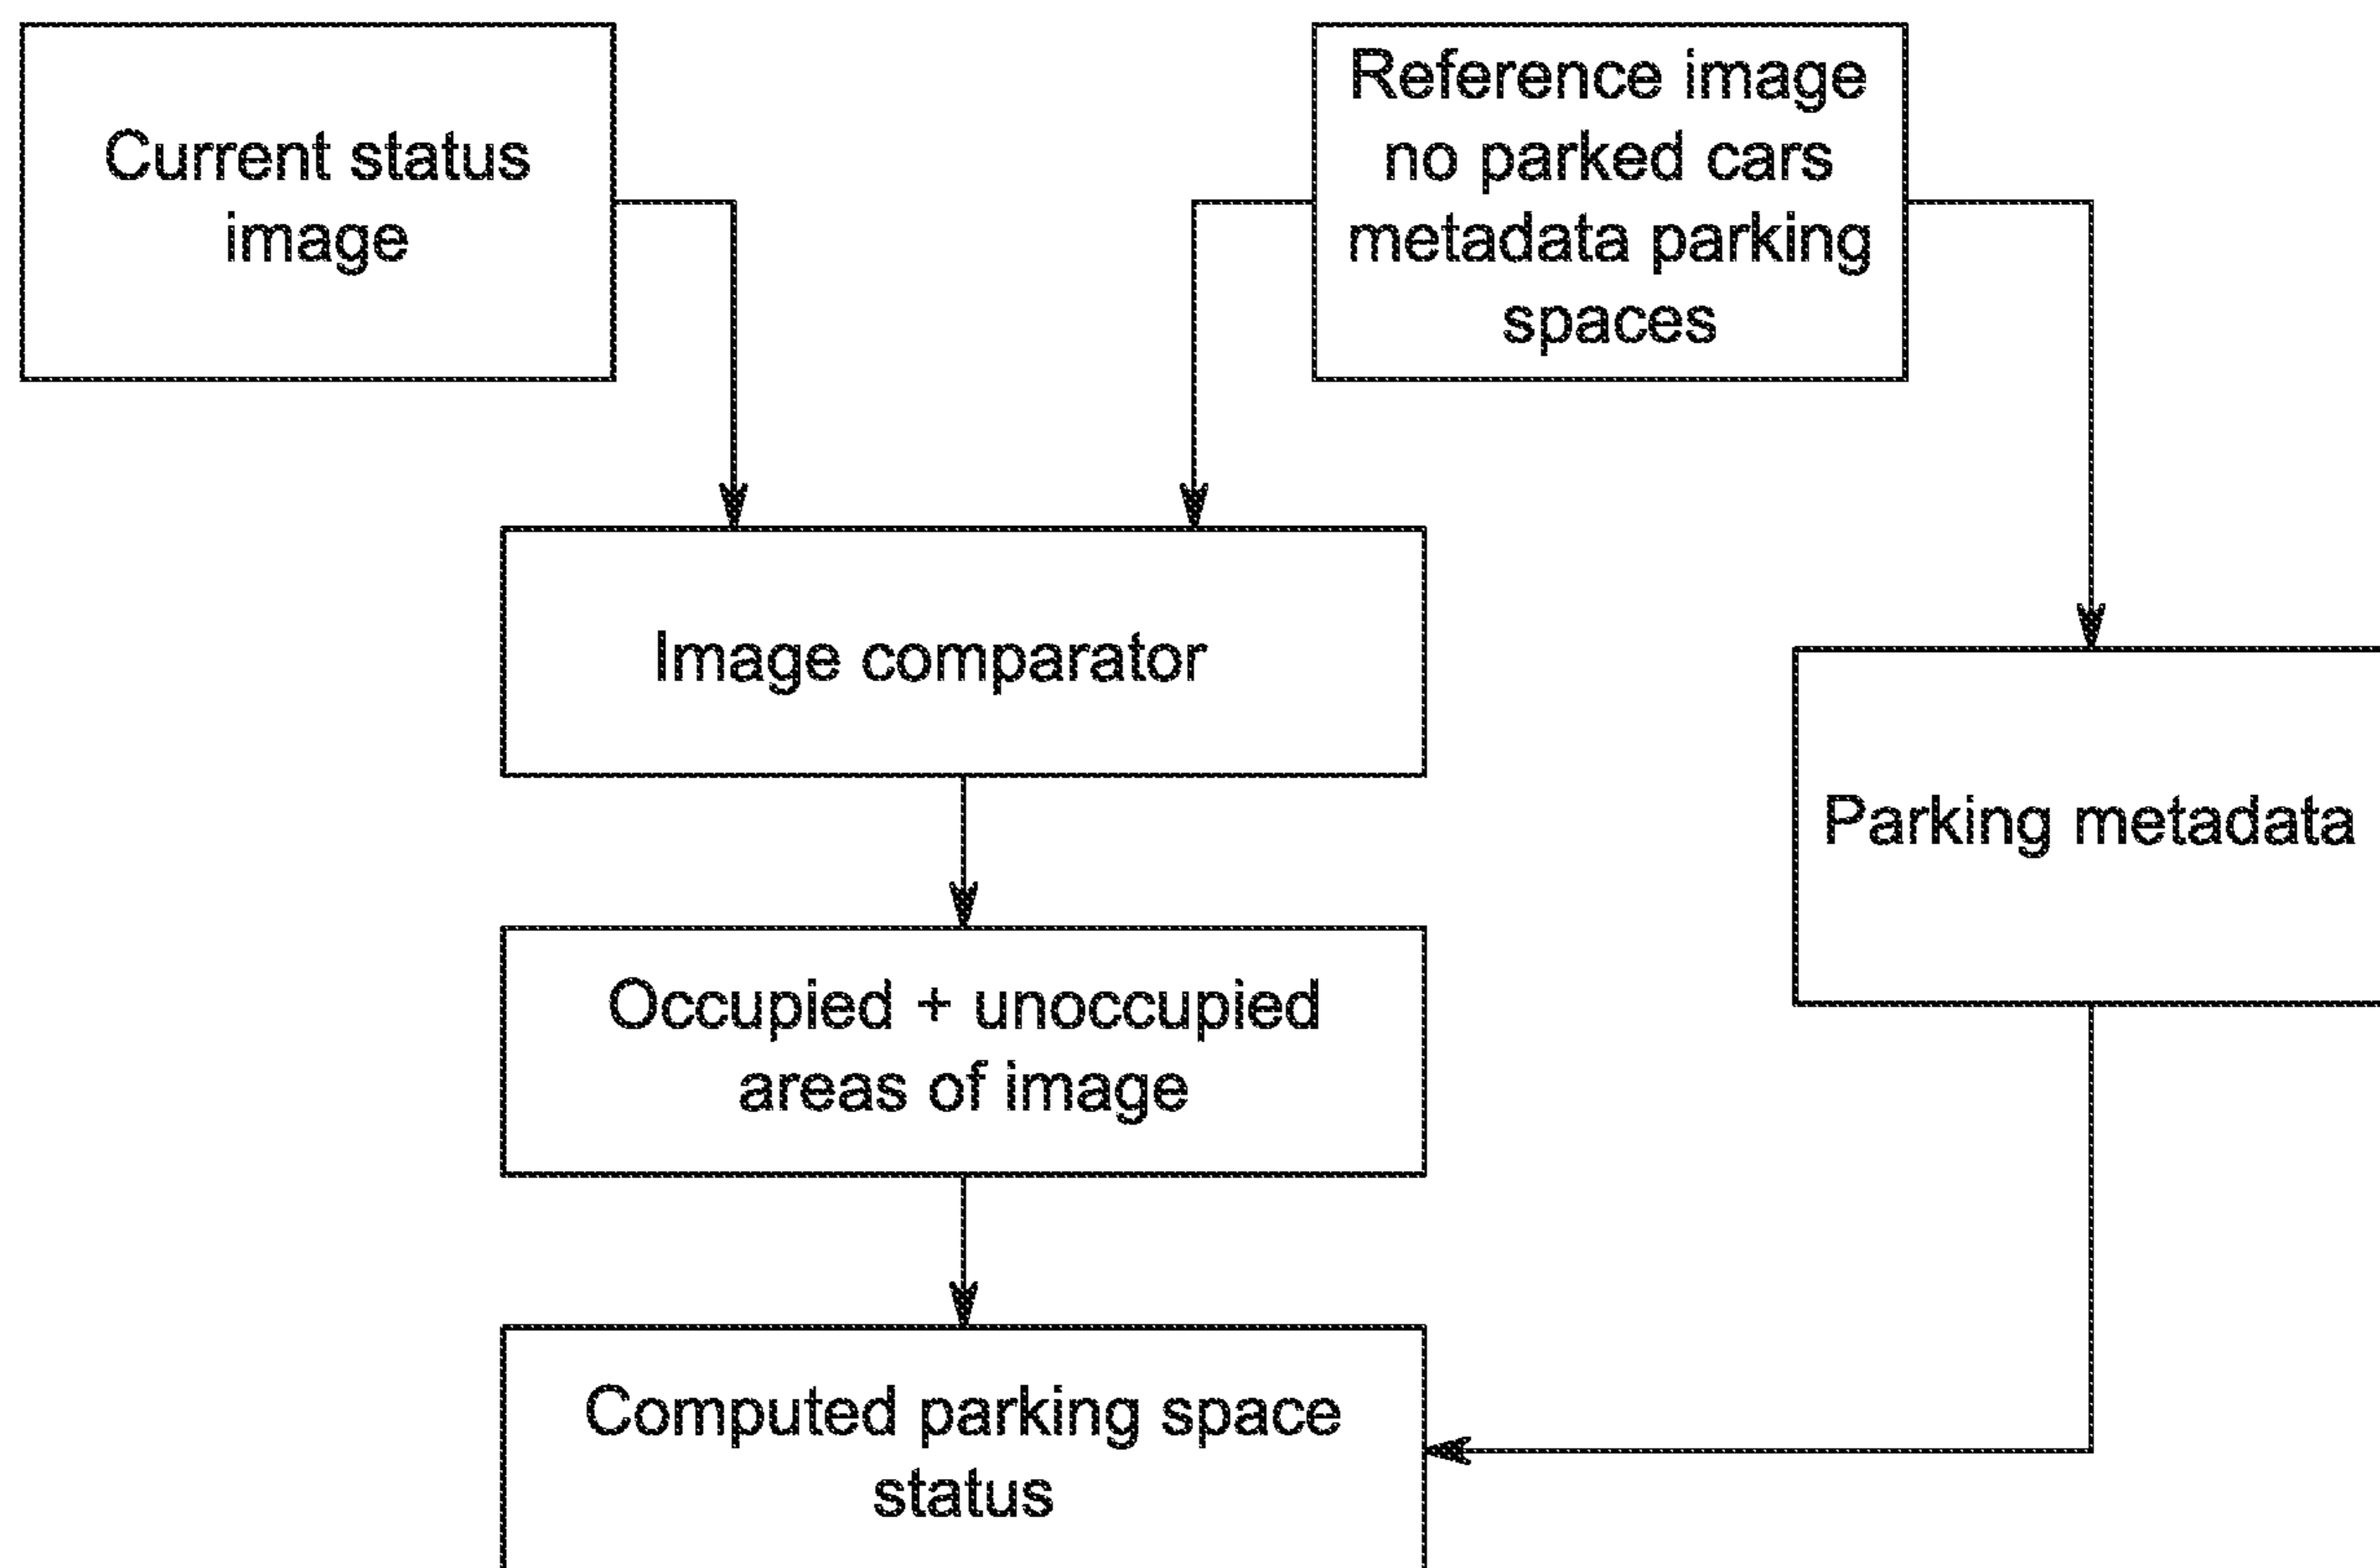 Current status
image
Reference image
no parked cars
metadata parking
spaces
Image comparator
Parking metadata
Occupied + unoccupied
areas of image
Computed parking space
status